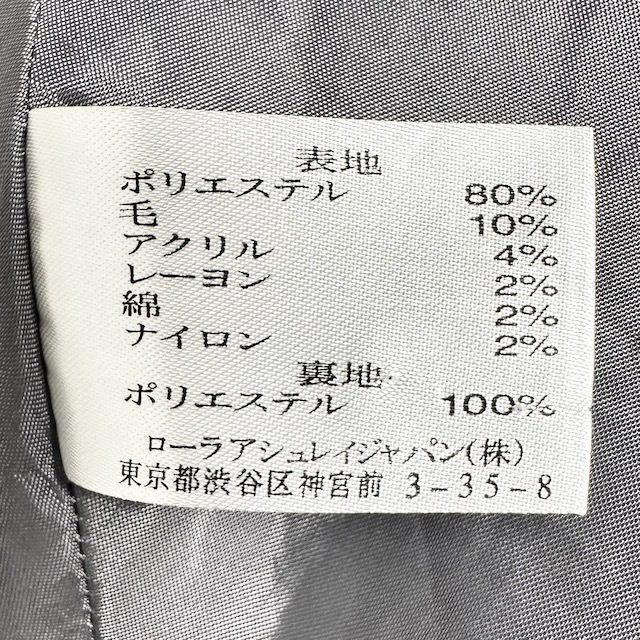 表地
ポリエステル 80%
毛 10%
アクリル 4%
レーヨン 2%
綿 2%
ナイロン 2%
裏地
ポリエステル 100%
ローラアシュレイジャパン(株)
東京都渋谷区神宮前 3-35-8